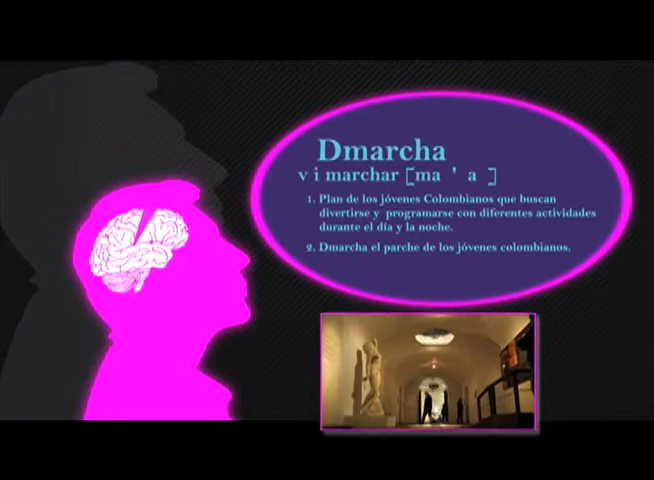 Dmarcha
v i marchar [ma ' a ]
1. Plan de los jóvenes Colombianos que buscan
divertirse y programarse con diferentes actividades
durante el día y la noche.
2. Dmarcha el parche de los jóvenes colombianos.